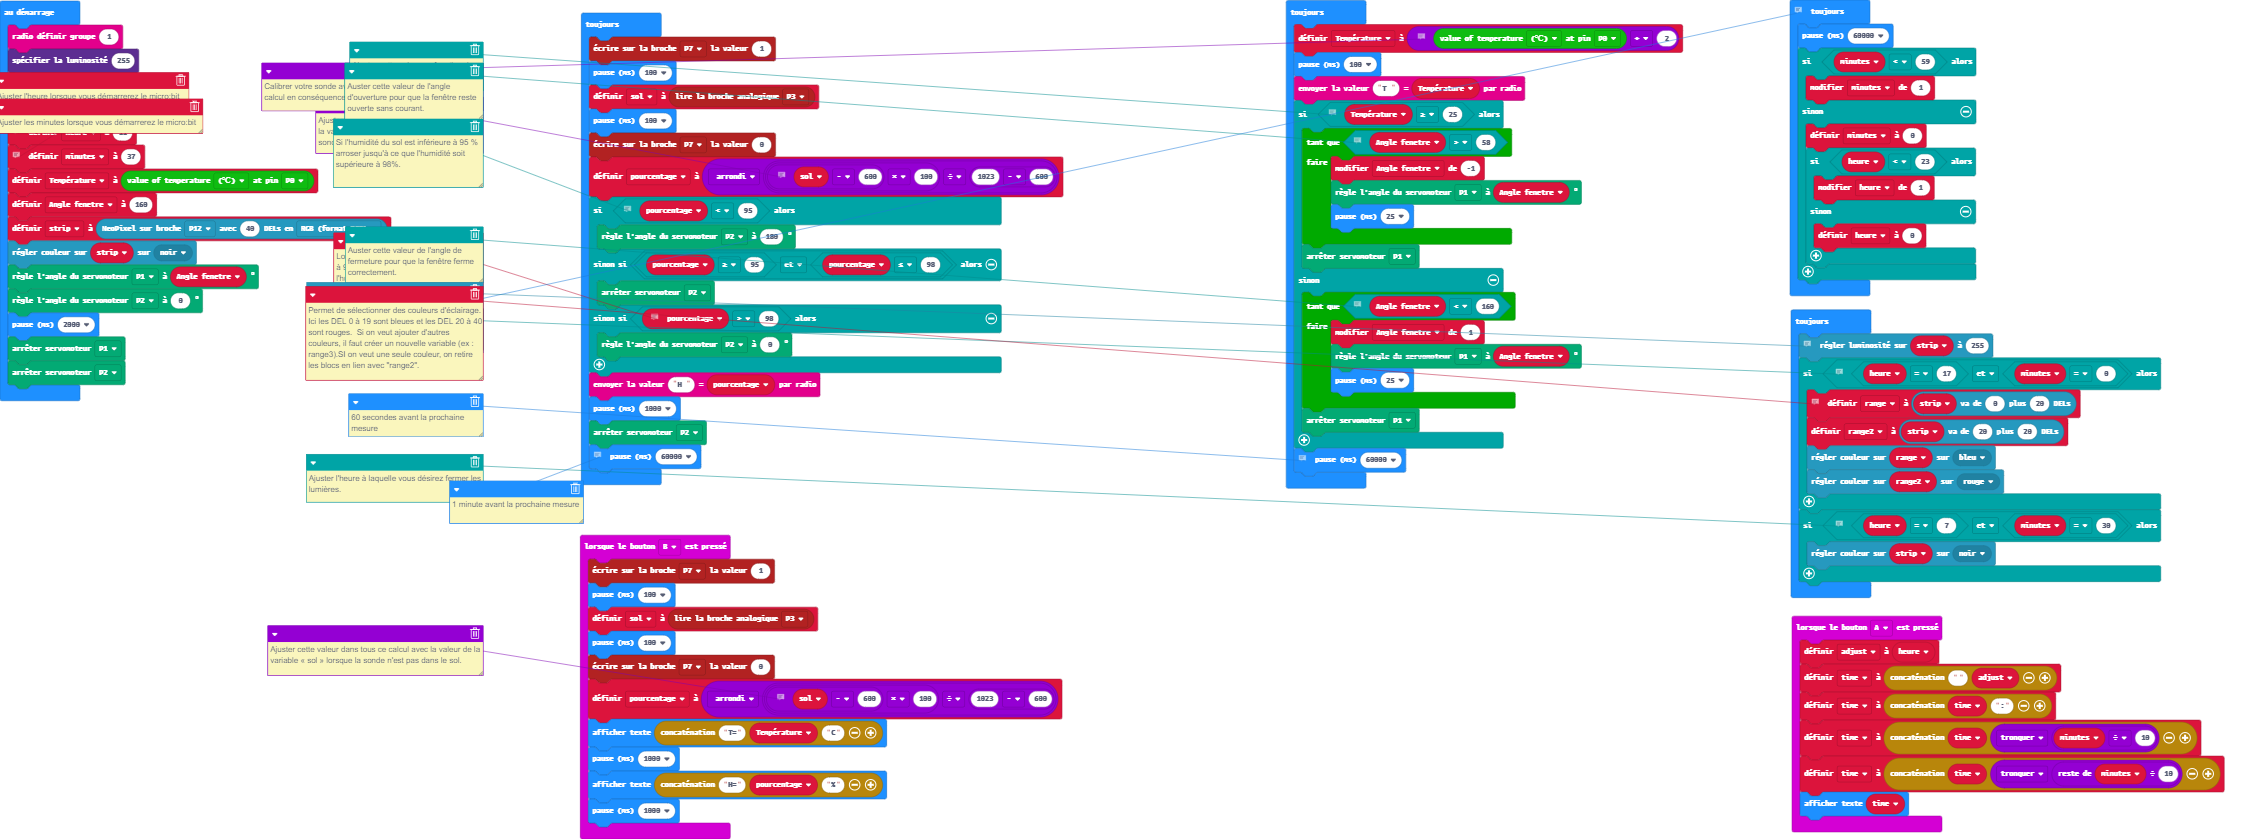 au démarrage
radio définir groupe 1
spécifier la luminosité 255
Ajuster l'heure lorsque vous démarrerez le micro:bit
Ajuster les minutes lorsque vous démarrerez le micro:bit
définir minutes à 37
définir Température à value of temperature (℃) at pin P0
définir Angle fenetre à 160
définir strip à NeoPixel sur broche P12 avec 40 DELs en RGB (format
régler couleur sur strip sur noir
règle l'angle du servomoteur P1 à Angle fenetre °
règle l'angle du servomoteur P2 à 0 °
pause (ms) 2000
arrêter servomoteur P1
arrêter servomoteur P2
Calibrer votre sonde a
calcul en conséquence
Auster cette valeur de l'angle
d'ouverture pour que la fenêtre reste
ouverte sans courant.
Ajus
la va
sond
Si l'humidité du sol est inférieure à 95 %
arroser jusqu'à ce que l'humidité soit
supérieure à 98%.
Auster cette valeur de l'angle de
fermeture pour que la fenêtre ferme
correctement.
Lo
à 9
l'h
Permet de sélectionner des couleurs d'éclairage.
Ici les DEL 0 à 19 sont bleues et les DEL 20 à 40
sont rouges. Si on veut ajouter d'autres
couleurs, il faut créer un nouvelle variable (ex :
range3).SI on veut une seule couleur, on retire
les blocs en lien avec "range2".
60 secondes avant la prochaine
mesure
Ajuster l'heure à laquelle vous désirez fermer les
lumières.
1 minute avant la prochaine mesure
Ajuster cette valeur dans tous ce calcul avec la valeur de la
variable « sol » lorsque la sonde n'est pas dans le sol.
toujours
écrire sur la broche P7 la valeur 1
pause (ms) 100
définir sol à lire la broche analogique P3
pause (ms) 100
écrire sur la broche P7 la valeur 0
définir pourcentage à arrondi sol - 600 × 100 ÷ 1023 - 600
si pourcentage < 95 alors
règle l'angle du servomoteur P2 à 180 °
sinon si pourcentage ≥ 95 et pourcentage ≤ 98 alors
arrêter servomoteur P2
sinon si pourcentage > 98 alors
règle l'angle du servomoteur P2 à 0 °
envoyer la valeur "H" = pourcentage par radio
pause (ms) 1000
arrêter servomoteur P2
pause (ms) 60000
lorsque le bouton B est pressé
écrire sur la broche P7 la valeur 1
pause (ms) 100
définir sol à lire la broche analogique P3
pause (ms) 100
écrire sur la broche P7 la valeur 0
définir pourcentage à arrondi sol - 600 × 100 ÷ 1023 - 600
afficher texte concaténation "T=" Température "C"
pause (ms) 1000
afficher texte concaténation "H=" pourcentage "%"
pause (ms) 1000
toujours
définir Température à value of temperature (℃) at pin P0 - 2
pause (ms) 100
envoyer la valeur "T" = Température par radio
si Température ≥ 25 alors
tant que Angle fenetre > 58
faire modifier Angle fenetre de -1
règle l'angle du servomoteur P1 à Angle fenetre °
pause (ms) 25
arrêter servomoteur P1
sinon
tant que Angle fenetre < 160
faire modifier Angle fenetre de 1
règle l'angle du servomoteur P1 à Angle fenetre °
pause (ms) 25
arrêter servomoteur P1
pause (ms) 60000
toujours
pause (ms) 60000
si minutes < 59 alors
modifier minutes de 1
sinon
définir minutes à 0
si heure < 23 alors
modifier heure de 1
sinon
définir heure à 0
toujours
régler luminosité sur strip à 255
si heure = 17 et minutes = 0 alors
définir range à strip va de 0 plus 20 DELs
définir range2 à strip va de 20 plus 20 DELs
régler couleur sur range sur bleu
régler couleur sur range2 sur rouge
si heure = 7 et minutes = 30 alors
régler couleur sur strip sur noir
lorsque le bouton A est pressé
définir adjust à heure
définir time à concaténation "" adjust
définir time à concaténation time ":"
définir time à concaténation time tronquer minutes ÷ 10
définir time à concaténation time tronquer reste de minutes ÷ 10
afficher texte time